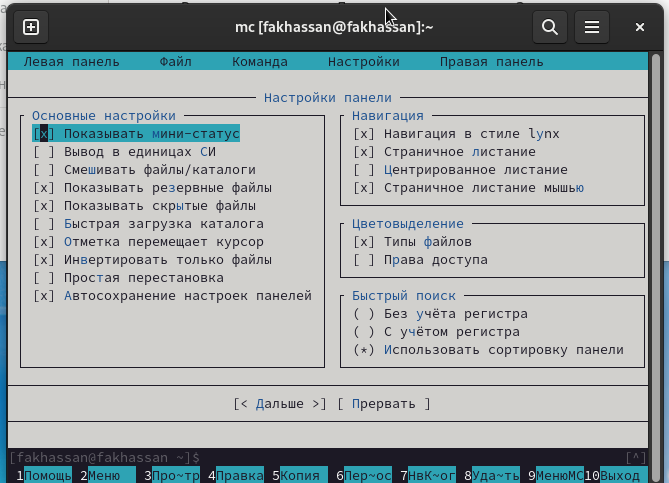 mc [fakhassan@fakhassan]:~
Левая панель Файл Команда Настройки Правая панель
Настройки панели
Основные настройки
[x] Показывать мини-статус
[ ] Вывод в единицах СИ
[ ] Смешивать файлы/каталоги
[x] Показывать резервные файлы
[x] Показывать скрытые файлы
[ ] Быстрая загрузка каталога
[x] Отметка перемещает курсор
[x] Инвертировать только файлы
[ ] Простая перестановка
[x] Автосохранение настроек панелей
Навигация
[x] Навигация в стиле lynx
[x] Страничное листание
[ ] Центрированное листание
[x] Страничное листание мышью
Цветовыделение
[x] Типы файлов
[ ] Права доступа
Быстрый поиск
( ) Без учёта регистра
( ) С учётом регистра
(*) Использовать сортировку панели
[< Дальше >] [ Прервать ]
[fakhassan@fakhassan ~]$ [^]
1Помощь 2Меню 3Про~тр 4Правка 5Копия 6Пер~ос 7НвК~ог 8Уда~ть 9МенюMC 10Выход